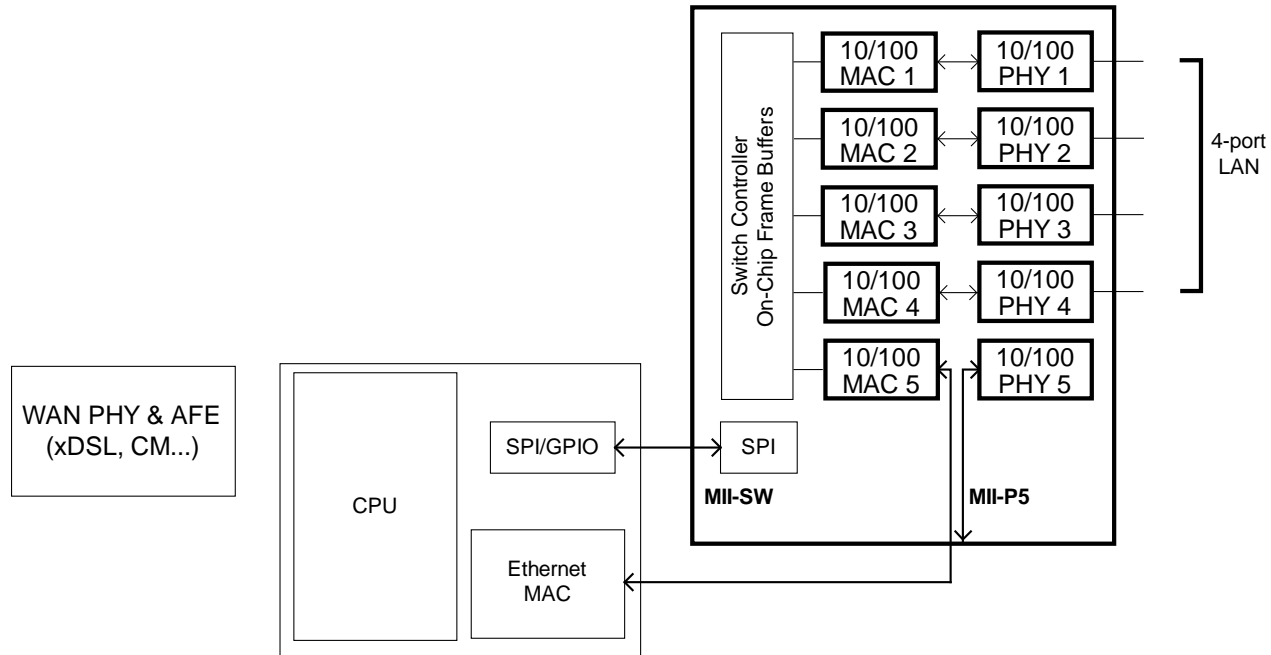 10/100
MAC 1
10/100
PHY 1
10/100
MAC 2
10/100
PHY 2
10/100
MAC 3
10/100
PHY 3
10/100
MAC 4
10/100
PHY 4
10/100
MAC 5
10/100
PHY 5
Switch Controller
On-Chip Frame Buffers
4-port
LAN
WAN PHY & AFE
(xDSL, CM...)
CPU
SPI/GPIO
SPI
MII-SW
MII-P5
Ethernet
MAC